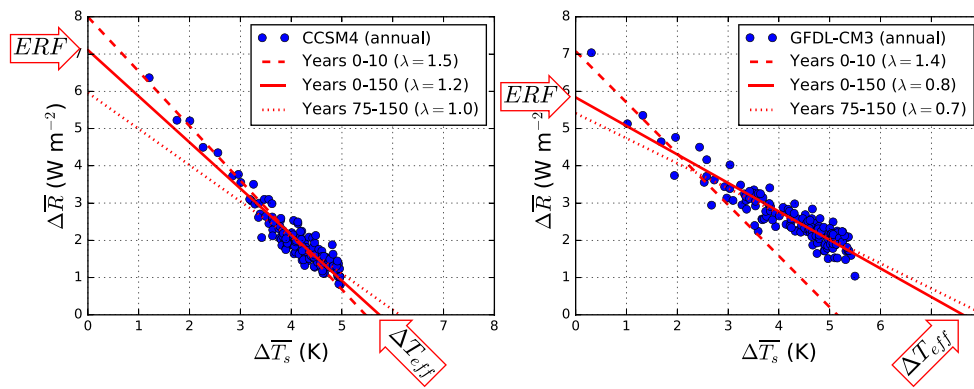 8
7
6
5
4
3
2
1
0
ΔR̅ (W m⁻²)
ERF
CCSM4 (annual)
Years 0-10 (λ = 1.5)
Years 0-150 (λ = 1.2)
Years 75-150 (λ = 1.0)
0 1 2 3 4 5 6 7 8
ΔT̅ₛ (K)
ΔT_eff
8
7
6
5
4
3
2
1
0
ΔR̅ (W m⁻²)
ERF
GFDL-CM3 (annual)
Years 0-10 (λ = 1.4)
Years 0-150 (λ = 0.8)
Years 75-150 (λ = 0.7)
0 1 2 3 4 5 6 7
ΔT̅ₛ (K)
ΔT_eff